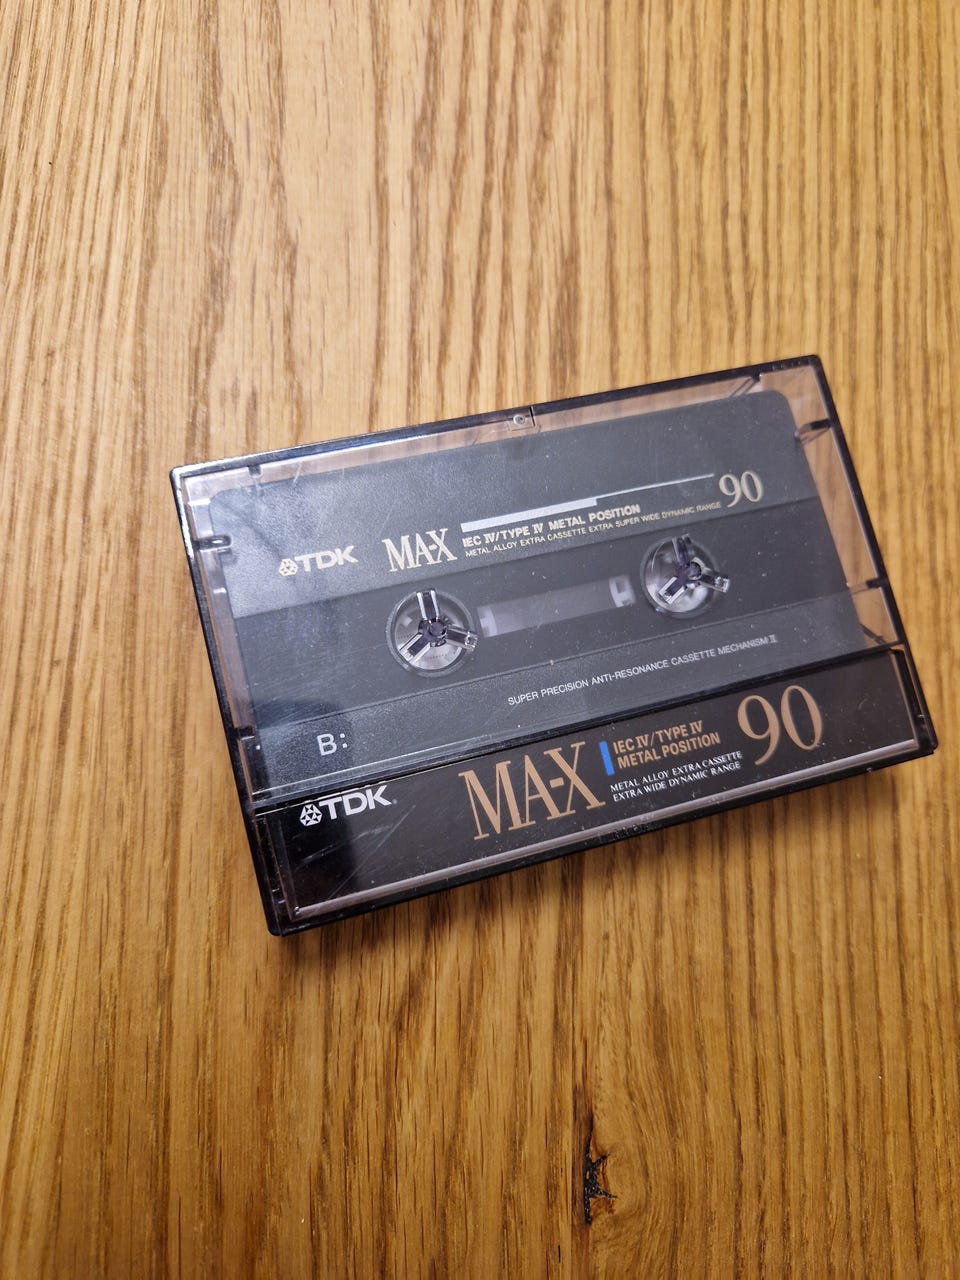 TDK MA-X 90
IEC IV/TYPE IV METAL POSITION
METAL ALLOY EXTRA CASSETTE EXTRA SUPER WIDE DYNAMIC RANGE
SUPER PRECISION ANTI-RESONANCE CASSETTE MECHANISM II
B:
TDK® MA-X 90
IEC IV/TYPE IV
METAL POSITION
METAL ALLOY EXTRA CASSETTE
EXTRA WIDE DYNAMIC RANGE